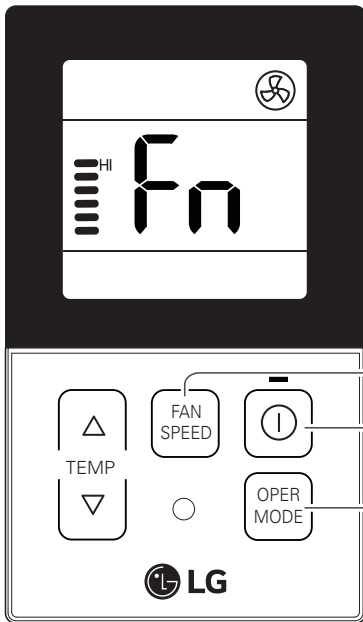 HI
Fn
FAN
SPEED
TEMP
OPER
MODE
LG